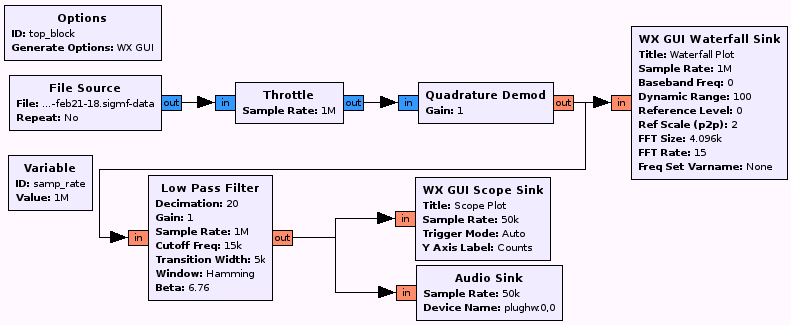 Options
ID: top_block
Generate Options: WX GUI
File Source
File: ...-feb21-18.sigmf-data
Repeat: No
out
in
Throttle
Sample Rate: 1M
out
in
Quadrature Demod
Gain: 1
out
in
WX GUI Waterfall Sink
Title: Waterfall Plot
Sample Rate: 1M
Baseband Freq: 0
Dynamic Range: 100
Reference Level: 0
Ref Scale (p2p): 2
FFT Size: 4.096k
FFT Rate: 15
Freq Set Varname: None
Variable
ID: samp_rate
Value: 1M
in
Low Pass Filter
Decimation: 20
Gain: 1
Sample Rate: 1M
Cutoff Freq: 15k
Transition Width: 5k
Window: Hamming
Beta: 6.76
out
in
WX GUI Scope Sink
Title: Scope Plot
Sample Rate: 50k
Trigger Mode: Auto
Y Axis Label: Counts
in
Audio Sink
Sample Rate: 50k
Device Name: plughw:0,0